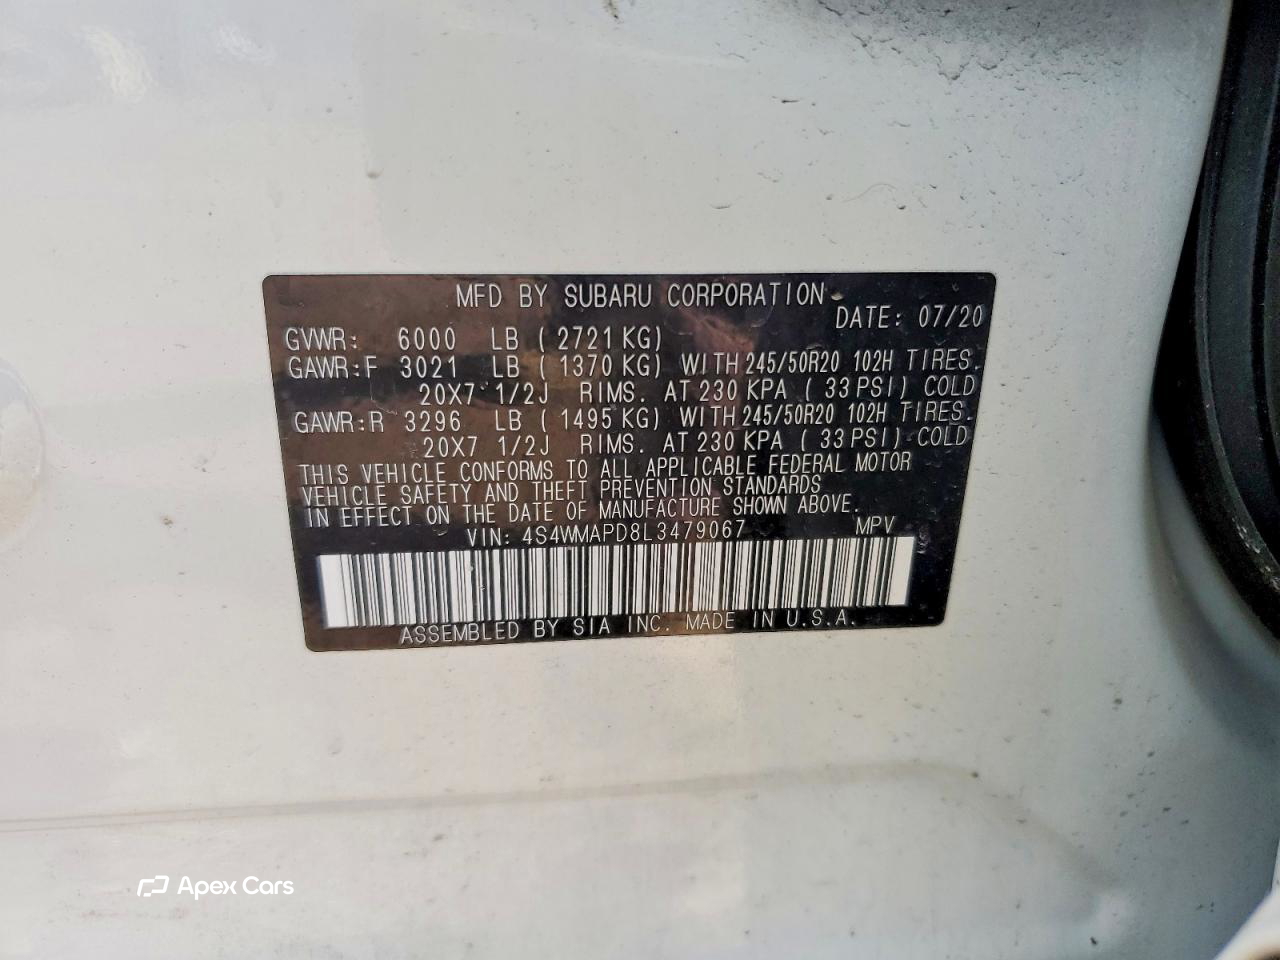 MFD BY SUBARU CORPORATION
DATE: 07/20
GVWR: 6000 LB ( 2721 KG)
GAWR:F 3021 LB ( 1370 KG) WITH 245/50R20 102H TIRES.
20X7 1/2J RIMS. AT 230 KPA ( 33 PSI) COLD
GAWR:R 3296 LB ( 1495 KG) WITH 245/50R20 102H TIRES.
20X7 1/2J RIMS. AT 230 KPA ( 33 PSI) COLD
THIS VEHICLE CONFORMS TO ALL APPLICABLE FEDERAL MOTOR
VEHICLE SAFETY AND THEFT PREVENTION STANDARDS
IN EFFECT ON THE DATE OF MANUFACTURE SHOWN ABOVE.
VIN: 4S4WMAPD8L3479067 MPV
ASSEMBLED BY SIA INC. MADE IN U.S.A.
Apex Cars